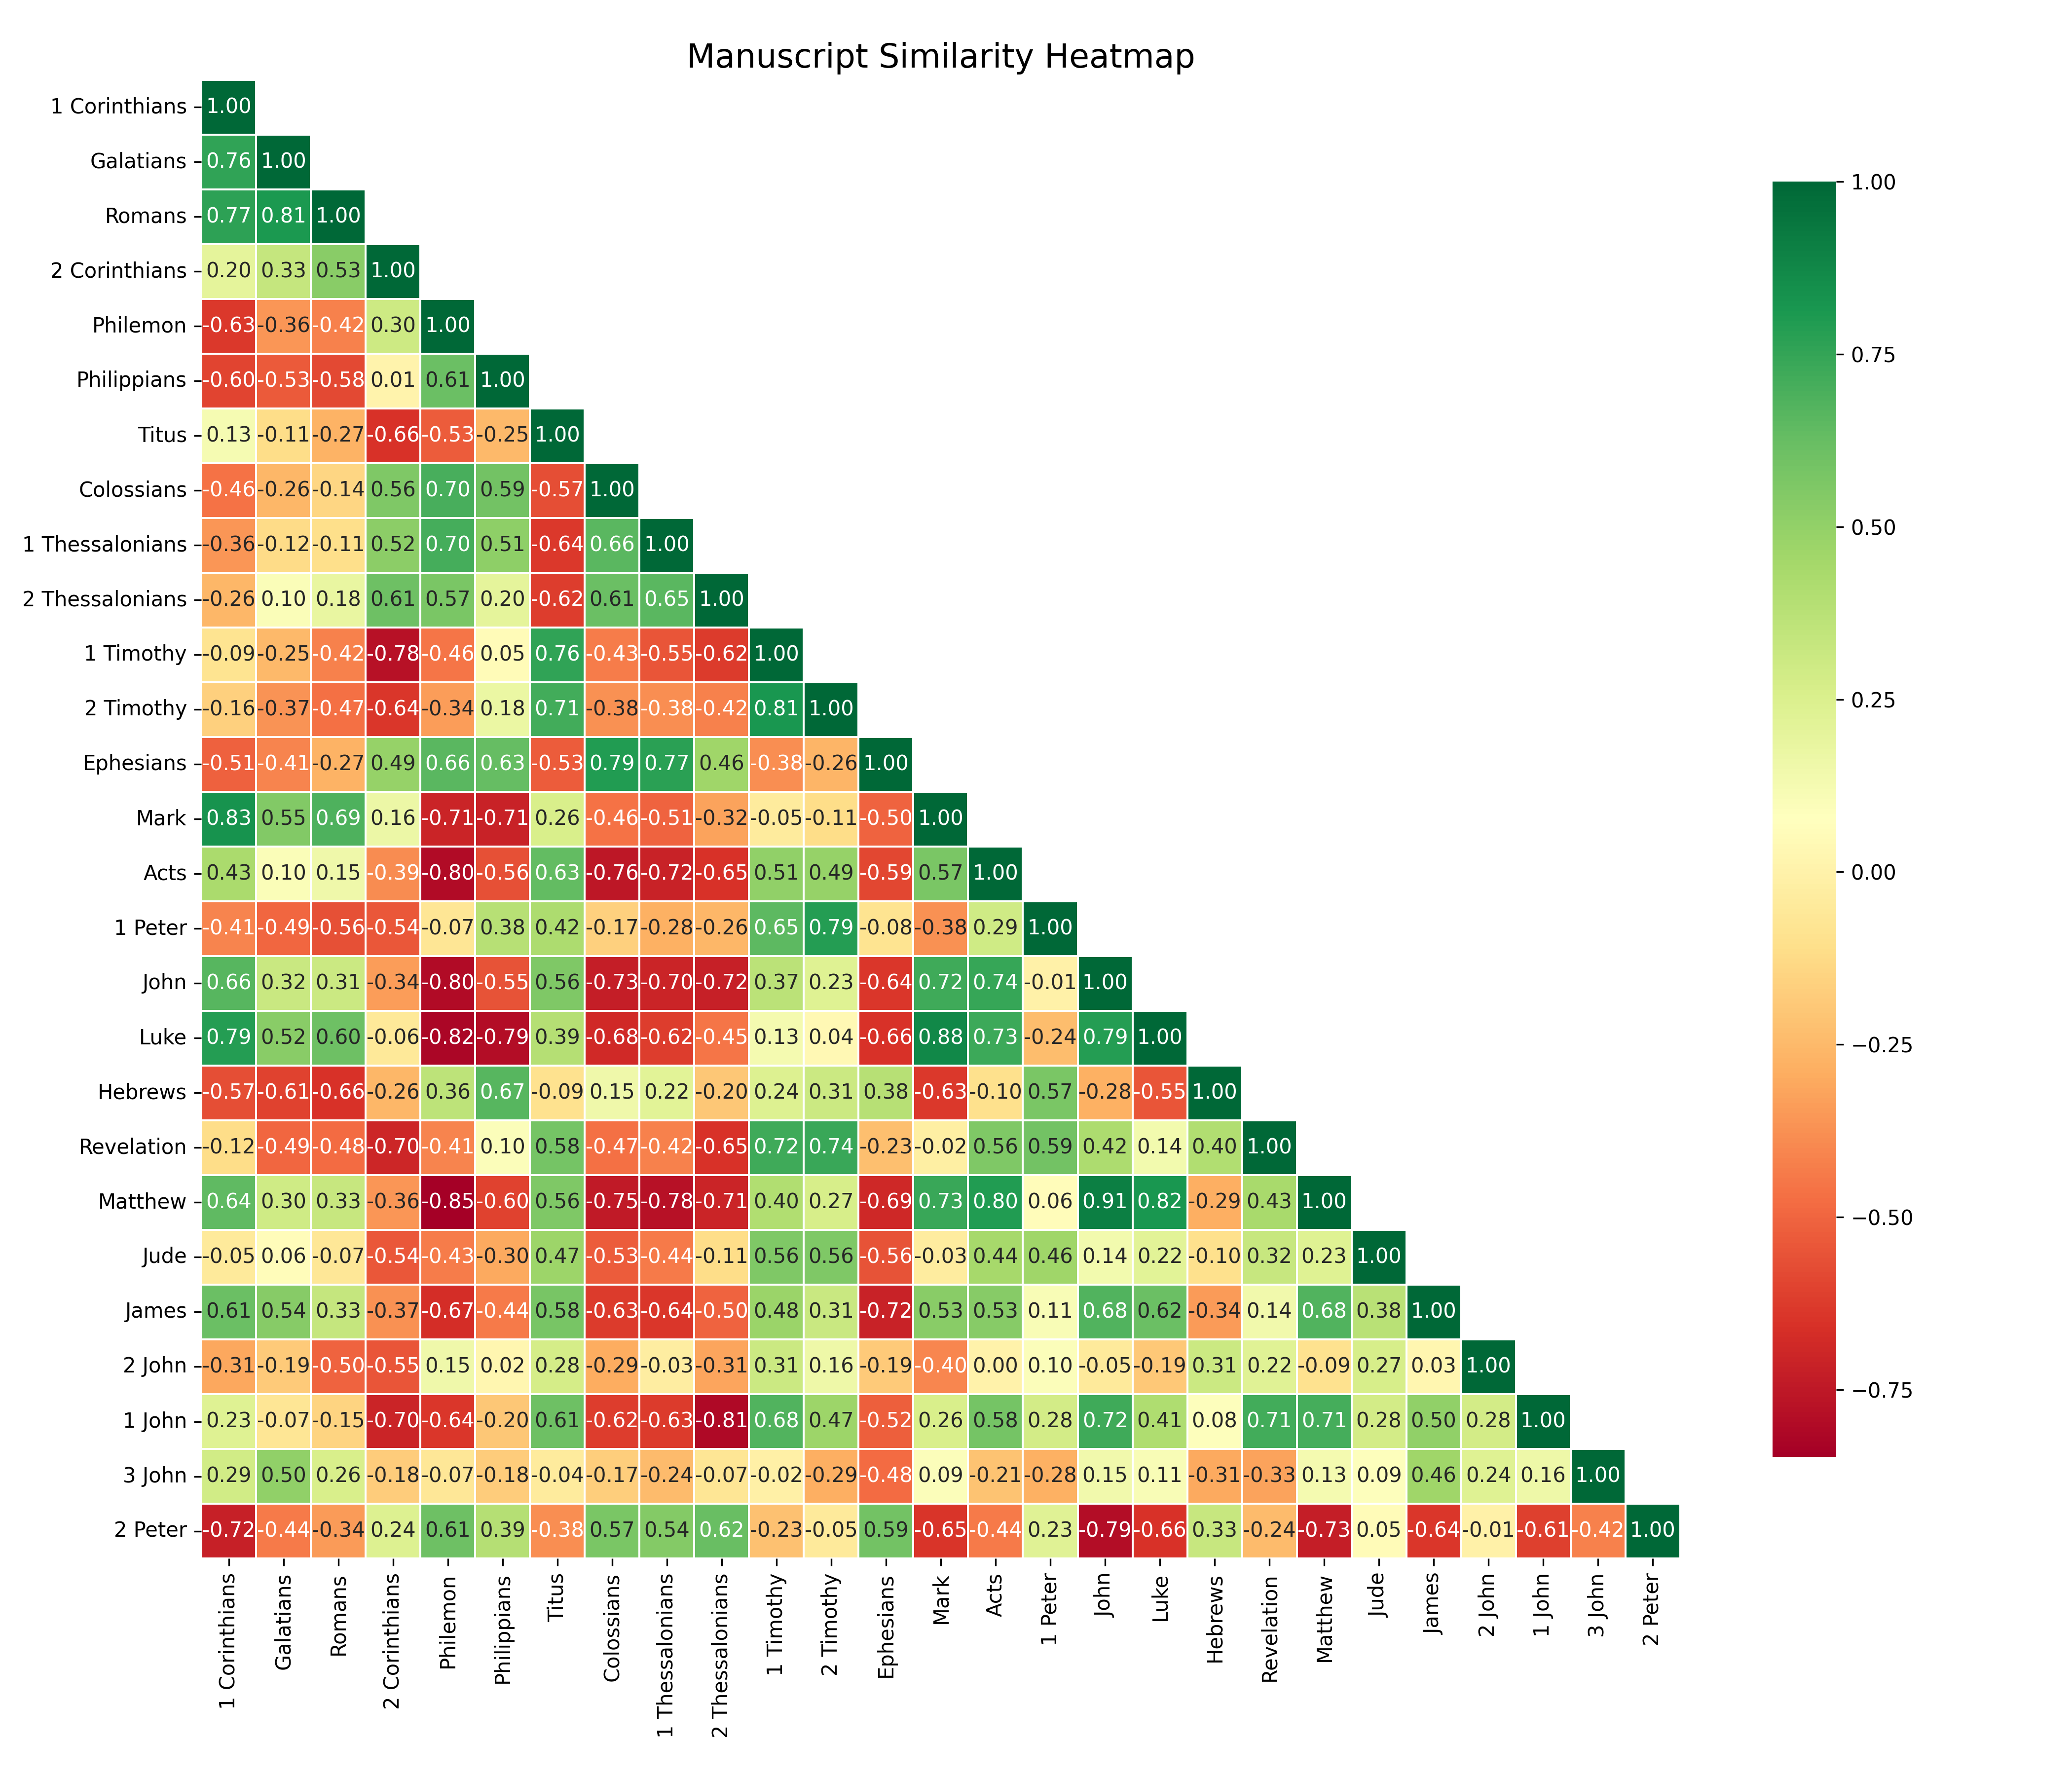 Manuscript Similarity Heatmap
1 Corinthians 1.00
Galatians 0.76 1.00
Romans 0.77 0.81 1.00
2 Corinthians 0.20 0.33 0.53 1.00
Philemon -0.63 -0.36 -0.42 0.30 1.00
Philippians -0.60 -0.53 -0.58 0.01 0.61 1.00
Titus 0.13 -0.11 -0.27 -0.66 -0.53 -0.25 1.00
Colossians -0.46 -0.26 -0.14 0.56 0.70 0.59 -0.57 1.00
1 Thessalonians -0.36 -0.12 -0.11 0.52 0.70 0.51 -0.64 0.66 1.00
2 Thessalonians -0.26 0.10 0.18 0.61 0.57 0.20 -0.62 0.61 0.65 1.00
1 Timothy -0.09 -0.25 -0.42 -0.78 -0.46 0.05 0.76 -0.43 -0.55 -0.62 1.00
2 Timothy -0.16 -0.37 -0.47 -0.64 -0.34 0.18 0.71 -0.38 -0.38 -0.42 0.81 1.00
Ephesians -0.51 -0.41 -0.27 0.49 0.66 0.63 -0.53 0.79 0.77 0.46 -0.38 -0.26 1.00
Mark 0.83 0.55 0.69 0.16 -0.71 -0.71 0.26 -0.46 -0.51 -0.32 -0.05 -0.11 -0.50 1.00
Acts 0.43 0.10 0.15 -0.39 -0.80 -0.56 0.63 -0.76 -0.72 -0.65 0.51 0.49 -0.59 0.57 1.00
1 Peter -0.41 -0.49 -0.56 -0.54 -0.07 0.38 0.42 -0.17 -0.28 -0.26 0.65 0.79 -0.08 -0.38 0.29 1.00
John 0.66 0.32 0.31 -0.34 -0.80 -0.55 0.56 -0.73 -0.70 -0.72 0.37 0.23 -0.64 0.72 0.74 -0.01 1.00
Luke 0.79 0.52 0.60 -0.06 -0.82 -0.79 0.39 -0.68 -0.62 -0.45 0.13 0.04 -0.66 0.88 0.73 -0.24 0.79 1.00
Hebrews -0.57 -0.61 -0.66 -0.26 0.36 0.67 -0.09 0.15 0.22 -0.20 0.24 0.31 0.38 -0.63 -0.10 0.57 -0.28 -0.55 1.00
Revelation -0.12 -0.49 -0.48 -0.70 -0.41 0.10 0.58 -0.47 -0.42 -0.65 0.72 0.74 -0.23 -0.02 0.56 0.59 0.42 0.14 0.40 1.00
Matthew 0.64 0.30 0.33 -0.36 -0.85 -0.60 0.56 -0.75 -0.78 -0.71 0.40 0.27 -0.69 0.73 0.80 0.06 0.91 0.82 -0.29 0.43 1.00
Jude -0.05 0.06 -0.07 -0.54 -0.43 -0.30 0.47 -0.53 -0.44 -0.11 0.56 0.56 -0.56 -0.03 0.44 0.46 0.14 0.22 -0.10 0.32 0.23 1.00
James 0.61 0.54 0.33 -0.37 -0.67 -0.44 0.58 -0.63 -0.64 -0.50 0.48 0.31 -0.72 0.53 0.53 0.11 0.68 0.62 -0.34 0.14 0.68 0.38 1.00
2 John -0.31 -0.19 -0.50 -0.55 0.15 0.02 0.28 -0.29 -0.03 -0.31 0.31 0.16 -0.19 -0.40 0.00 0.10 -0.05 -0.19 0.31 0.22 -0.09 0.27 0.03 1.00
1 John 0.23 -0.07 -0.15 -0.70 -0.64 -0.20 0.61 -0.62 -0.63 -0.81 0.68 0.47 -0.52 0.26 0.58 0.28 0.72 0.41 0.08 0.71 0.71 0.28 0.50 0.28 1.00
3 John 0.29 0.50 0.26 -0.18 -0.07 -0.18 -0.04 -0.17 -0.24 -0.07 -0.02 -0.29 -0.48 0.09 -0.21 -0.28 0.15 0.11 -0.31 -0.33 0.13 0.09 0.46 0.24 0.16 1.00
2 Peter -0.72 -0.44 -0.34 0.24 0.61 0.39 -0.38 0.57 0.54 0.62 -0.23 -0.05 0.59 -0.65 -0.44 0.23 -0.79 -0.66 0.33 -0.24 -0.73 0.05 -0.64 -0.01 -0.61 -0.42 1.00
1 Corinthians
Galatians
Romans
2 Corinthians
Philemon
Philippians
Titus
Colossians
1 Thessalonians
2 Thessalonians
1 Timothy
2 Timothy
Ephesians
Mark
Acts
1 Peter
John
Luke
Hebrews
Revelation
Matthew
Jude
James
2 John
1 John
3 John
2 Peter
1.00
0.75
0.50
0.25
0.00
−0.25
−0.50
−0.75